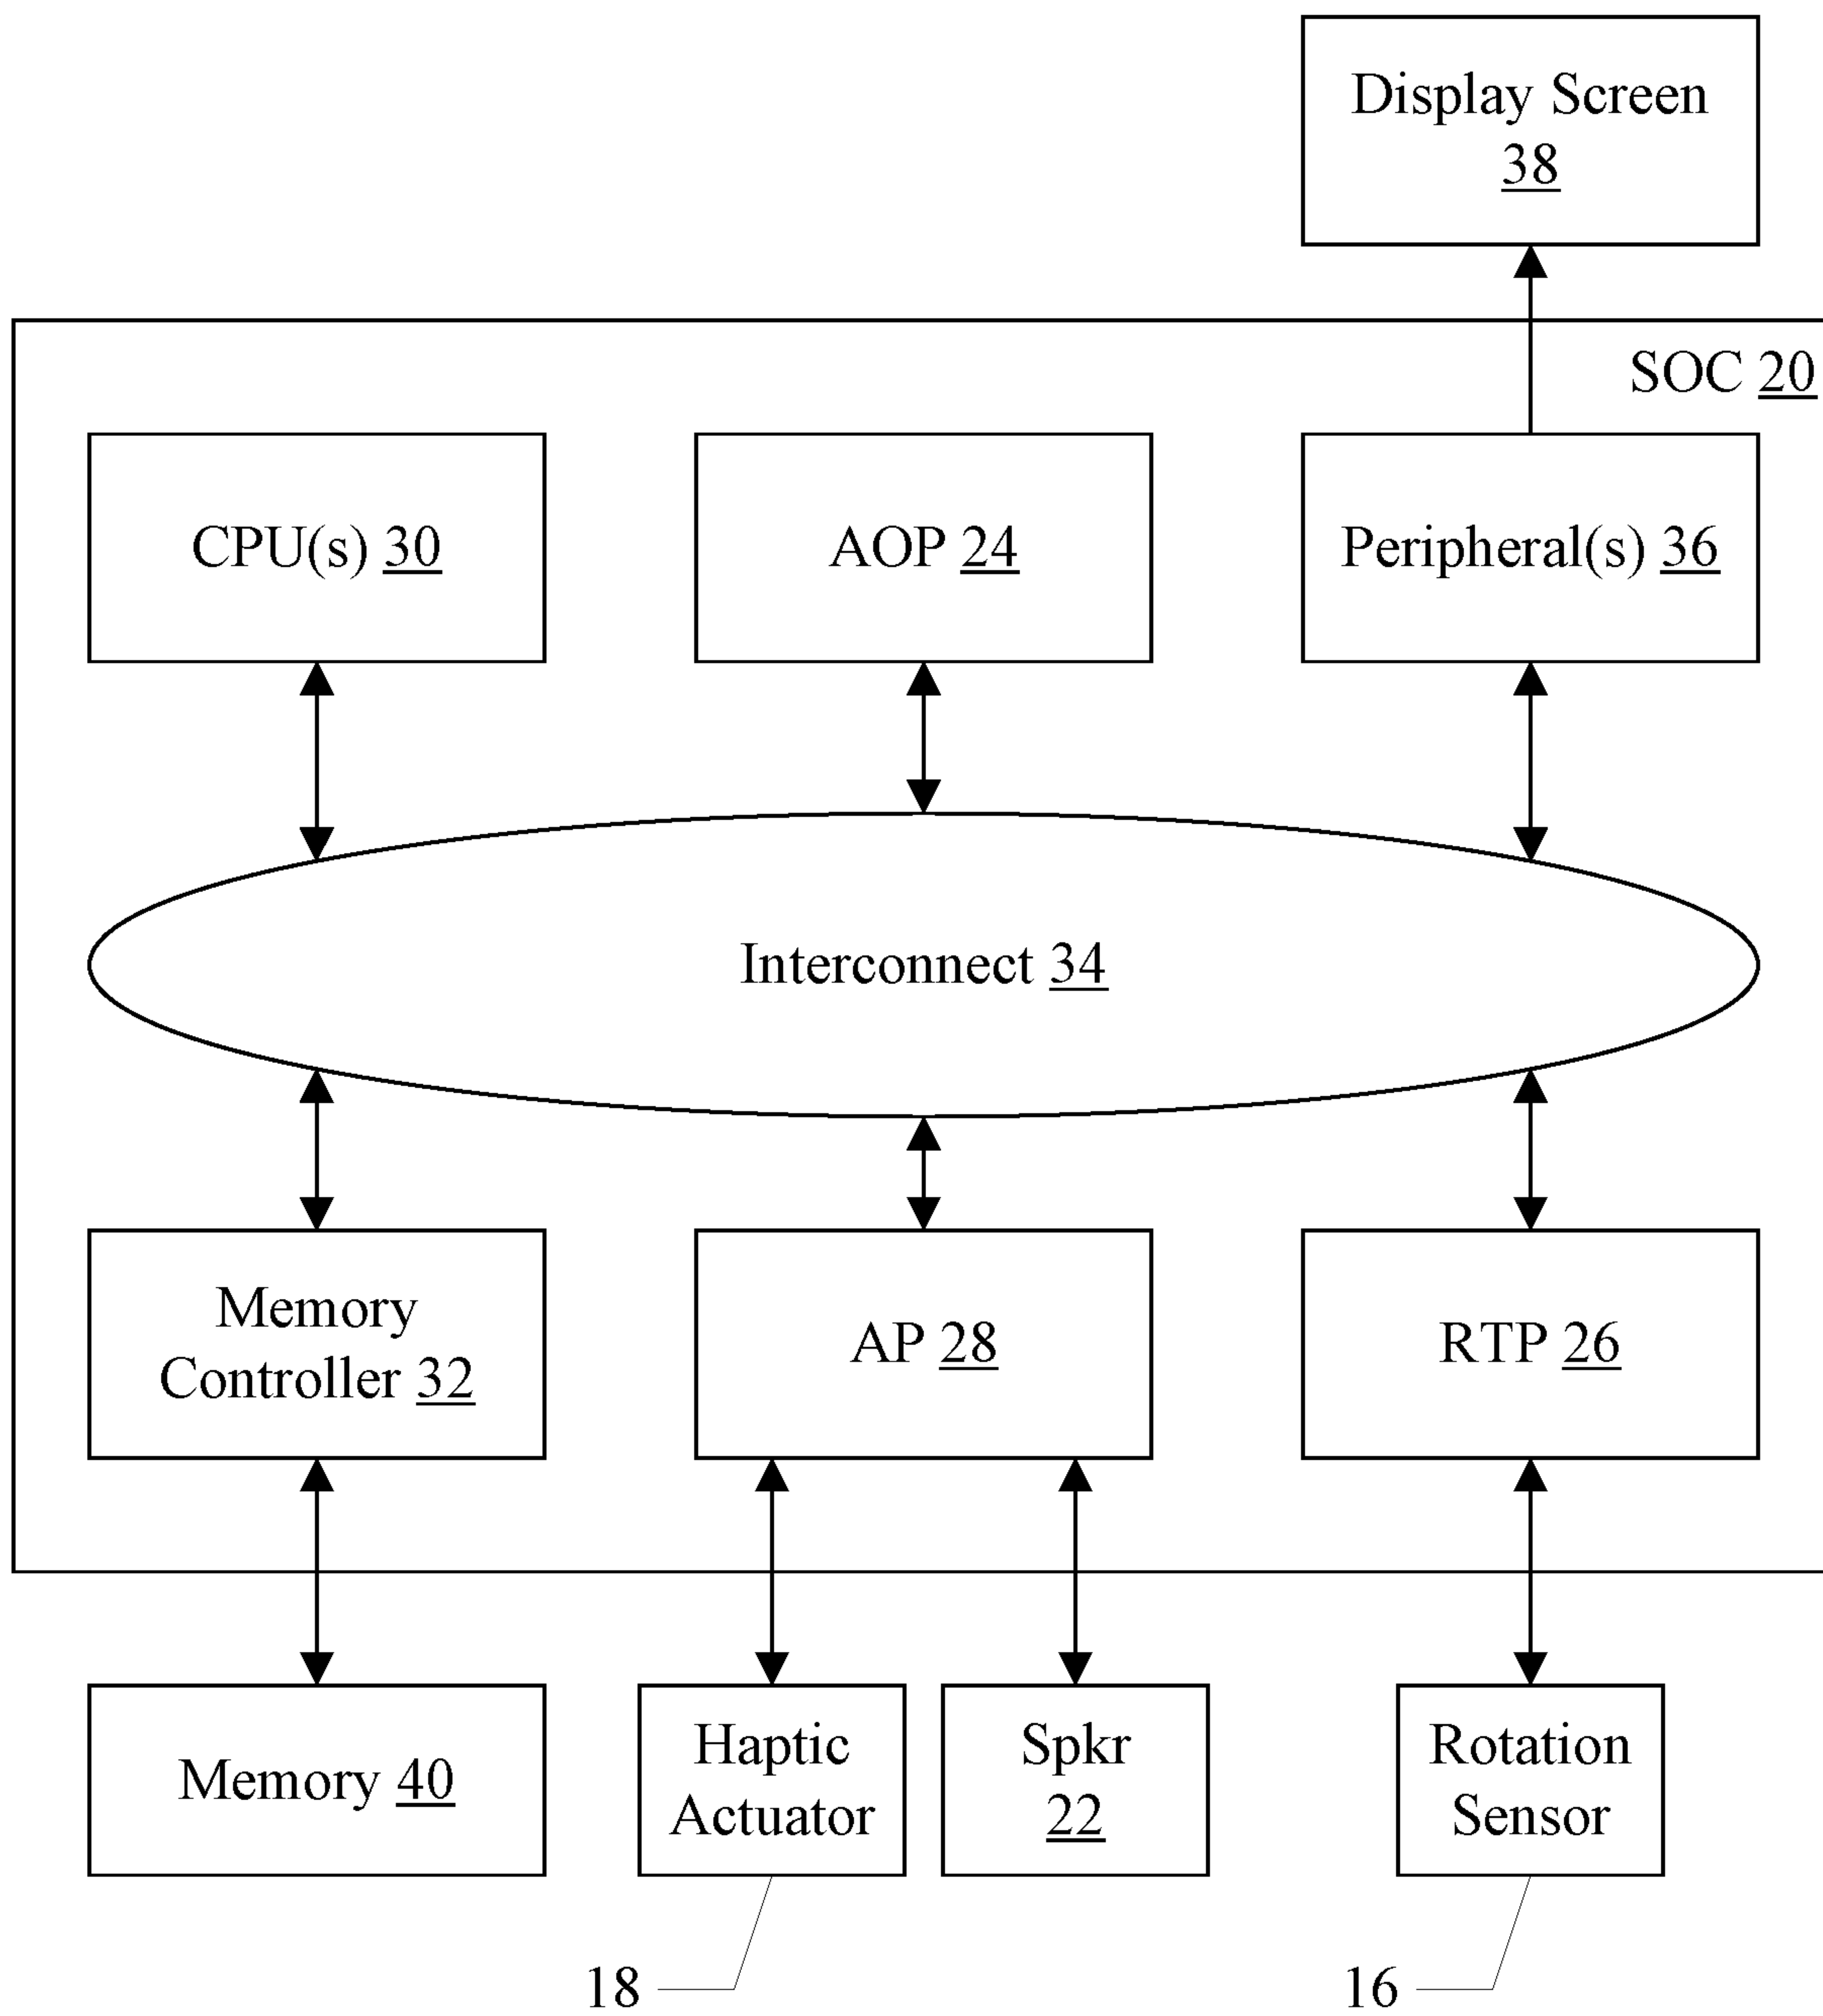 Display Screen
38
SOC 20
CPU(s) 30
AOP 24
Peripheral(s) 36
Interconnect 34
Memory
Controller 32
AP 28
RTP 26
Memory 40
Haptic
Actuator
Spkr
22
Rotation
Sensor
18
16